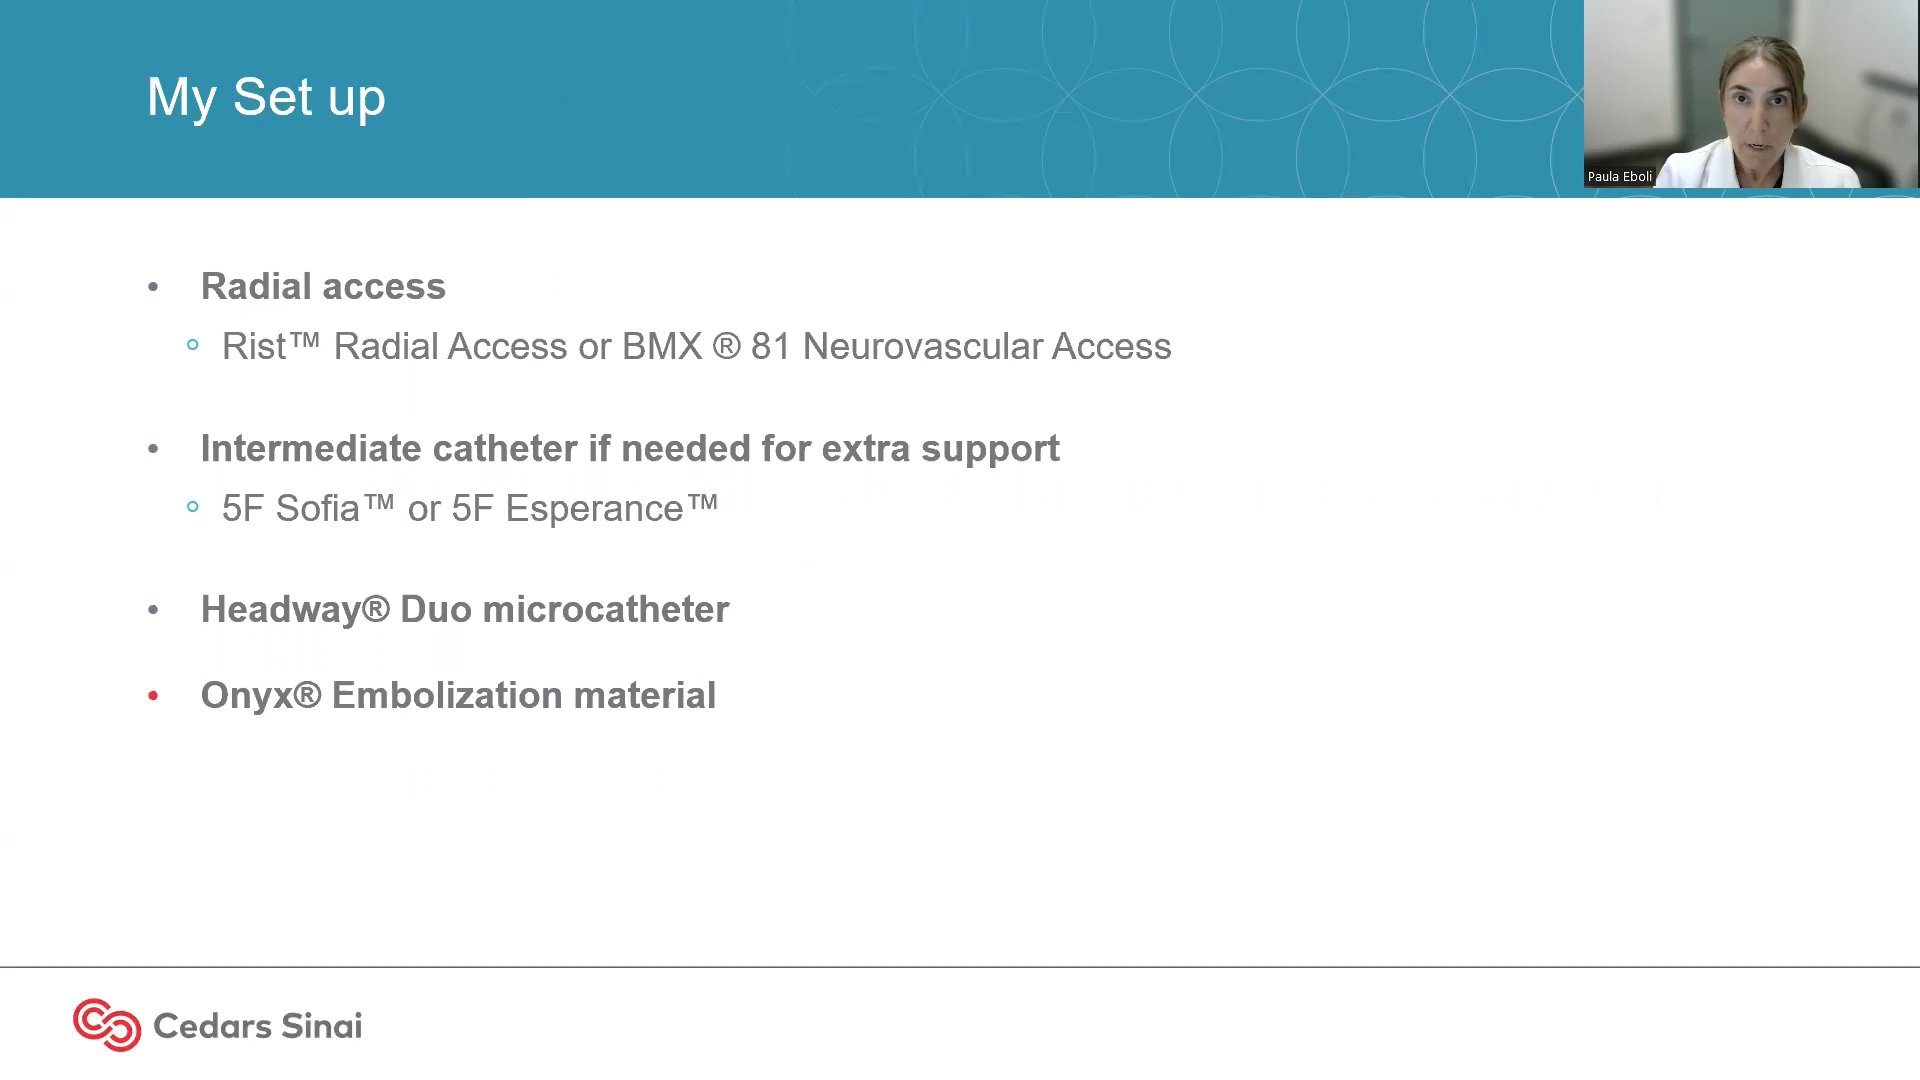 My Set up
Paula Eboli
• Radial access
Rist™ Radial Access or BMX ® 81 Neurovascular Access
• Intermediate catheter if needed for extra support
5F Sofia™ or 5F Esperance™
• Headway® Duo microcatheter
• Onyx® Embolization material
Cedars Sinai